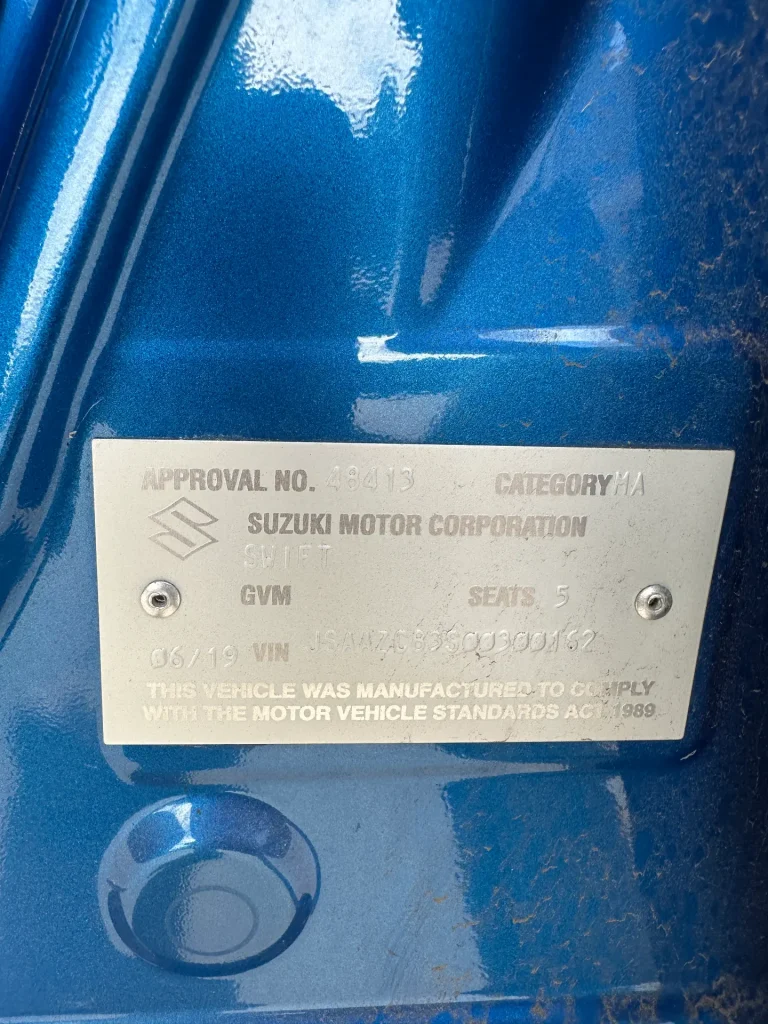 APPROVAL NO. 48413 CATEGORY MA
SUZUKI MOTOR CORPORATION
SWIFT
GVM SEATS 5
06/19 VIN JSAAZC83S00300162
THIS VEHICLE WAS MANUFACTURED TO COMPLY
WITH THE MOTOR VEHICLE STANDARDS ACT 1989